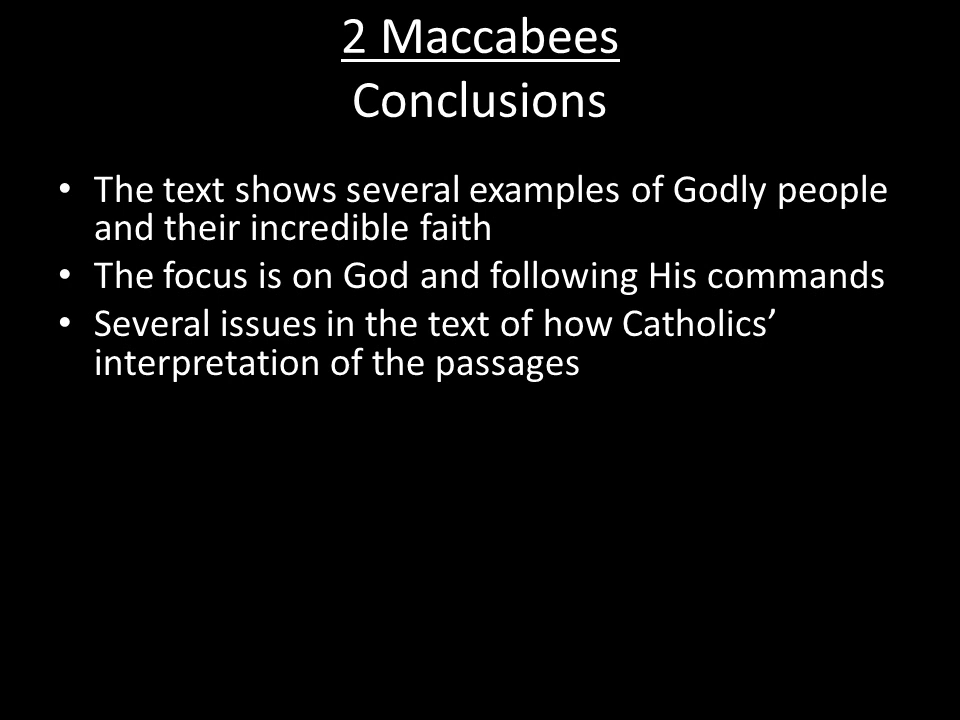 2 Maccabees
Conclusions
• The text shows several examples of Godly people
and their incredible faith
• The focus is on God and following His commands
• Several issues in the text of how Catholics’
interpretation of the passages